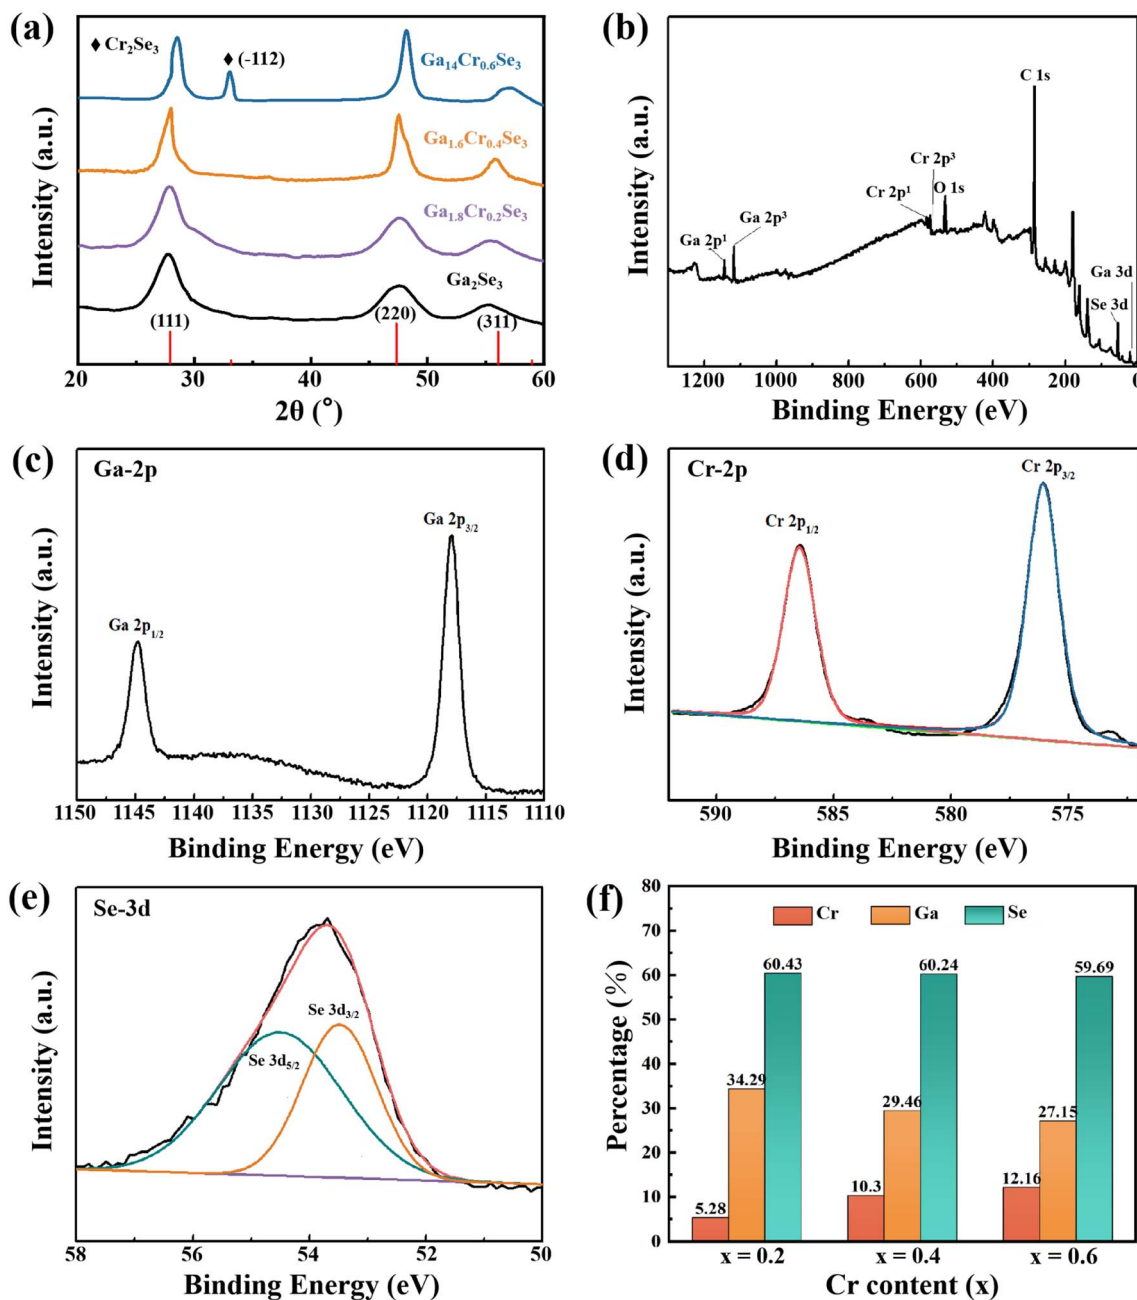 (a)
♦ Cr₂Se₃
♦ (-112)
Ga₁₄Cr₀.₆Se₃
Ga₁.₆Cr₀.₄Se₃
Ga₁.₈Cr₀.₂Se₃
Ga₂Se₃
(111)
(220)
(311)
20 30 40 50 60
2θ (°)
Intensity (a.u.)
(b)
C 1s
Cr 2p³
Cr 2p¹
O 1s
Ga 2p³
Ga 2p¹
Ga 3d
Se 3d
1200 1000 800 600 400 200 0
Binding Energy (eV)
Intensity (a.u.)
(c)
Ga-2p
Ga 2p₃/₂
Ga 2p₁/₂
1150 1145 1140 1135 1130 1125 1120 1115 1110
Binding Energy (eV)
Intensity (a.u.)
(d)
Cr-2p
Cr 2p₃/₂
Cr 2p₁/₂
590 585 580 575
Binding Energy (eV)
Intensity (a.u.)
(e)
Se-3d
Se 3d₃/₂
Se 3d₅/₂
58 56 54 52 50
Binding Energy (eV)
Intensity (a.u.)
(f)
Cr Ga Se
80
70
60
50
40
30
20
10
0
60.43 60.24 59.69
34.29 29.46 27.15
5.28 10.3 12.16
x = 0.2 x = 0.4 x = 0.6
Cr content (x)
Percentage (%)